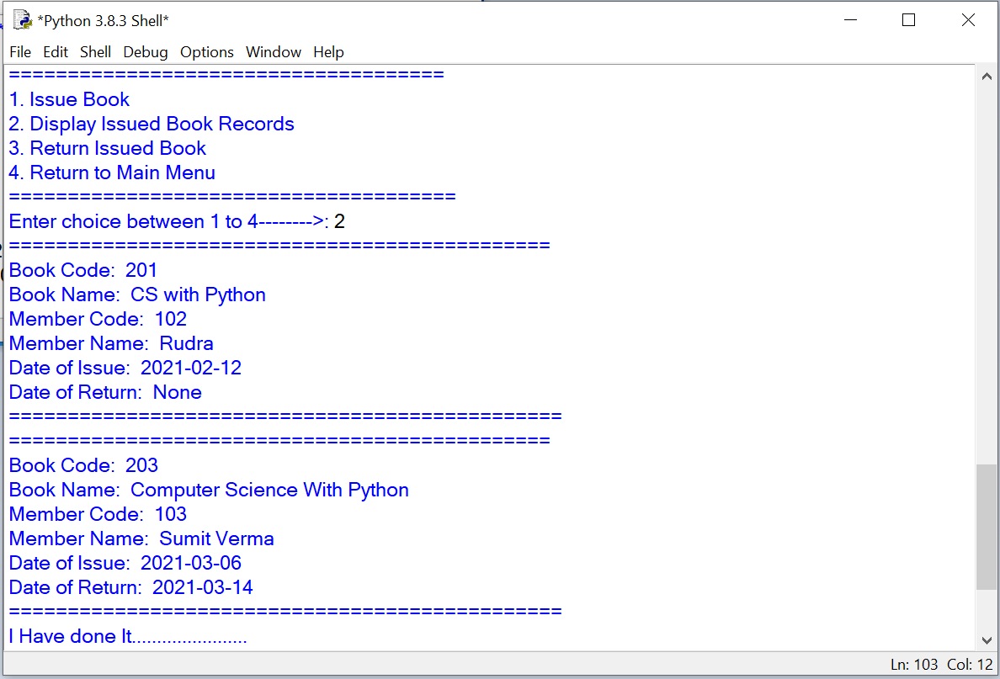 *Python 3.8.3 Shell*
File Edit Shell Debug Options Window Help
=====================================
1. Issue Book
2. Display Issued Book Records
3. Return Issued Book
4. Return to Main Menu
======================================
Enter choice between 1 to 4-------->: 2
==============================================
Book Code:  201
Book Name:  CS with Python
Member Code:  102
Member Name:  Rudra
Date of Issue:  2021-02-12
Date of Return:  None
===============================================
==============================================
Book Code:  203
Book Name:  Computer Science With Python
Member Code:  103
Member Name:  Sumit Verma
Date of Issue:  2021-03-06
Date of Return:  2021-03-14
===============================================
I Have done It.......................
Ln: 103 Col: 12